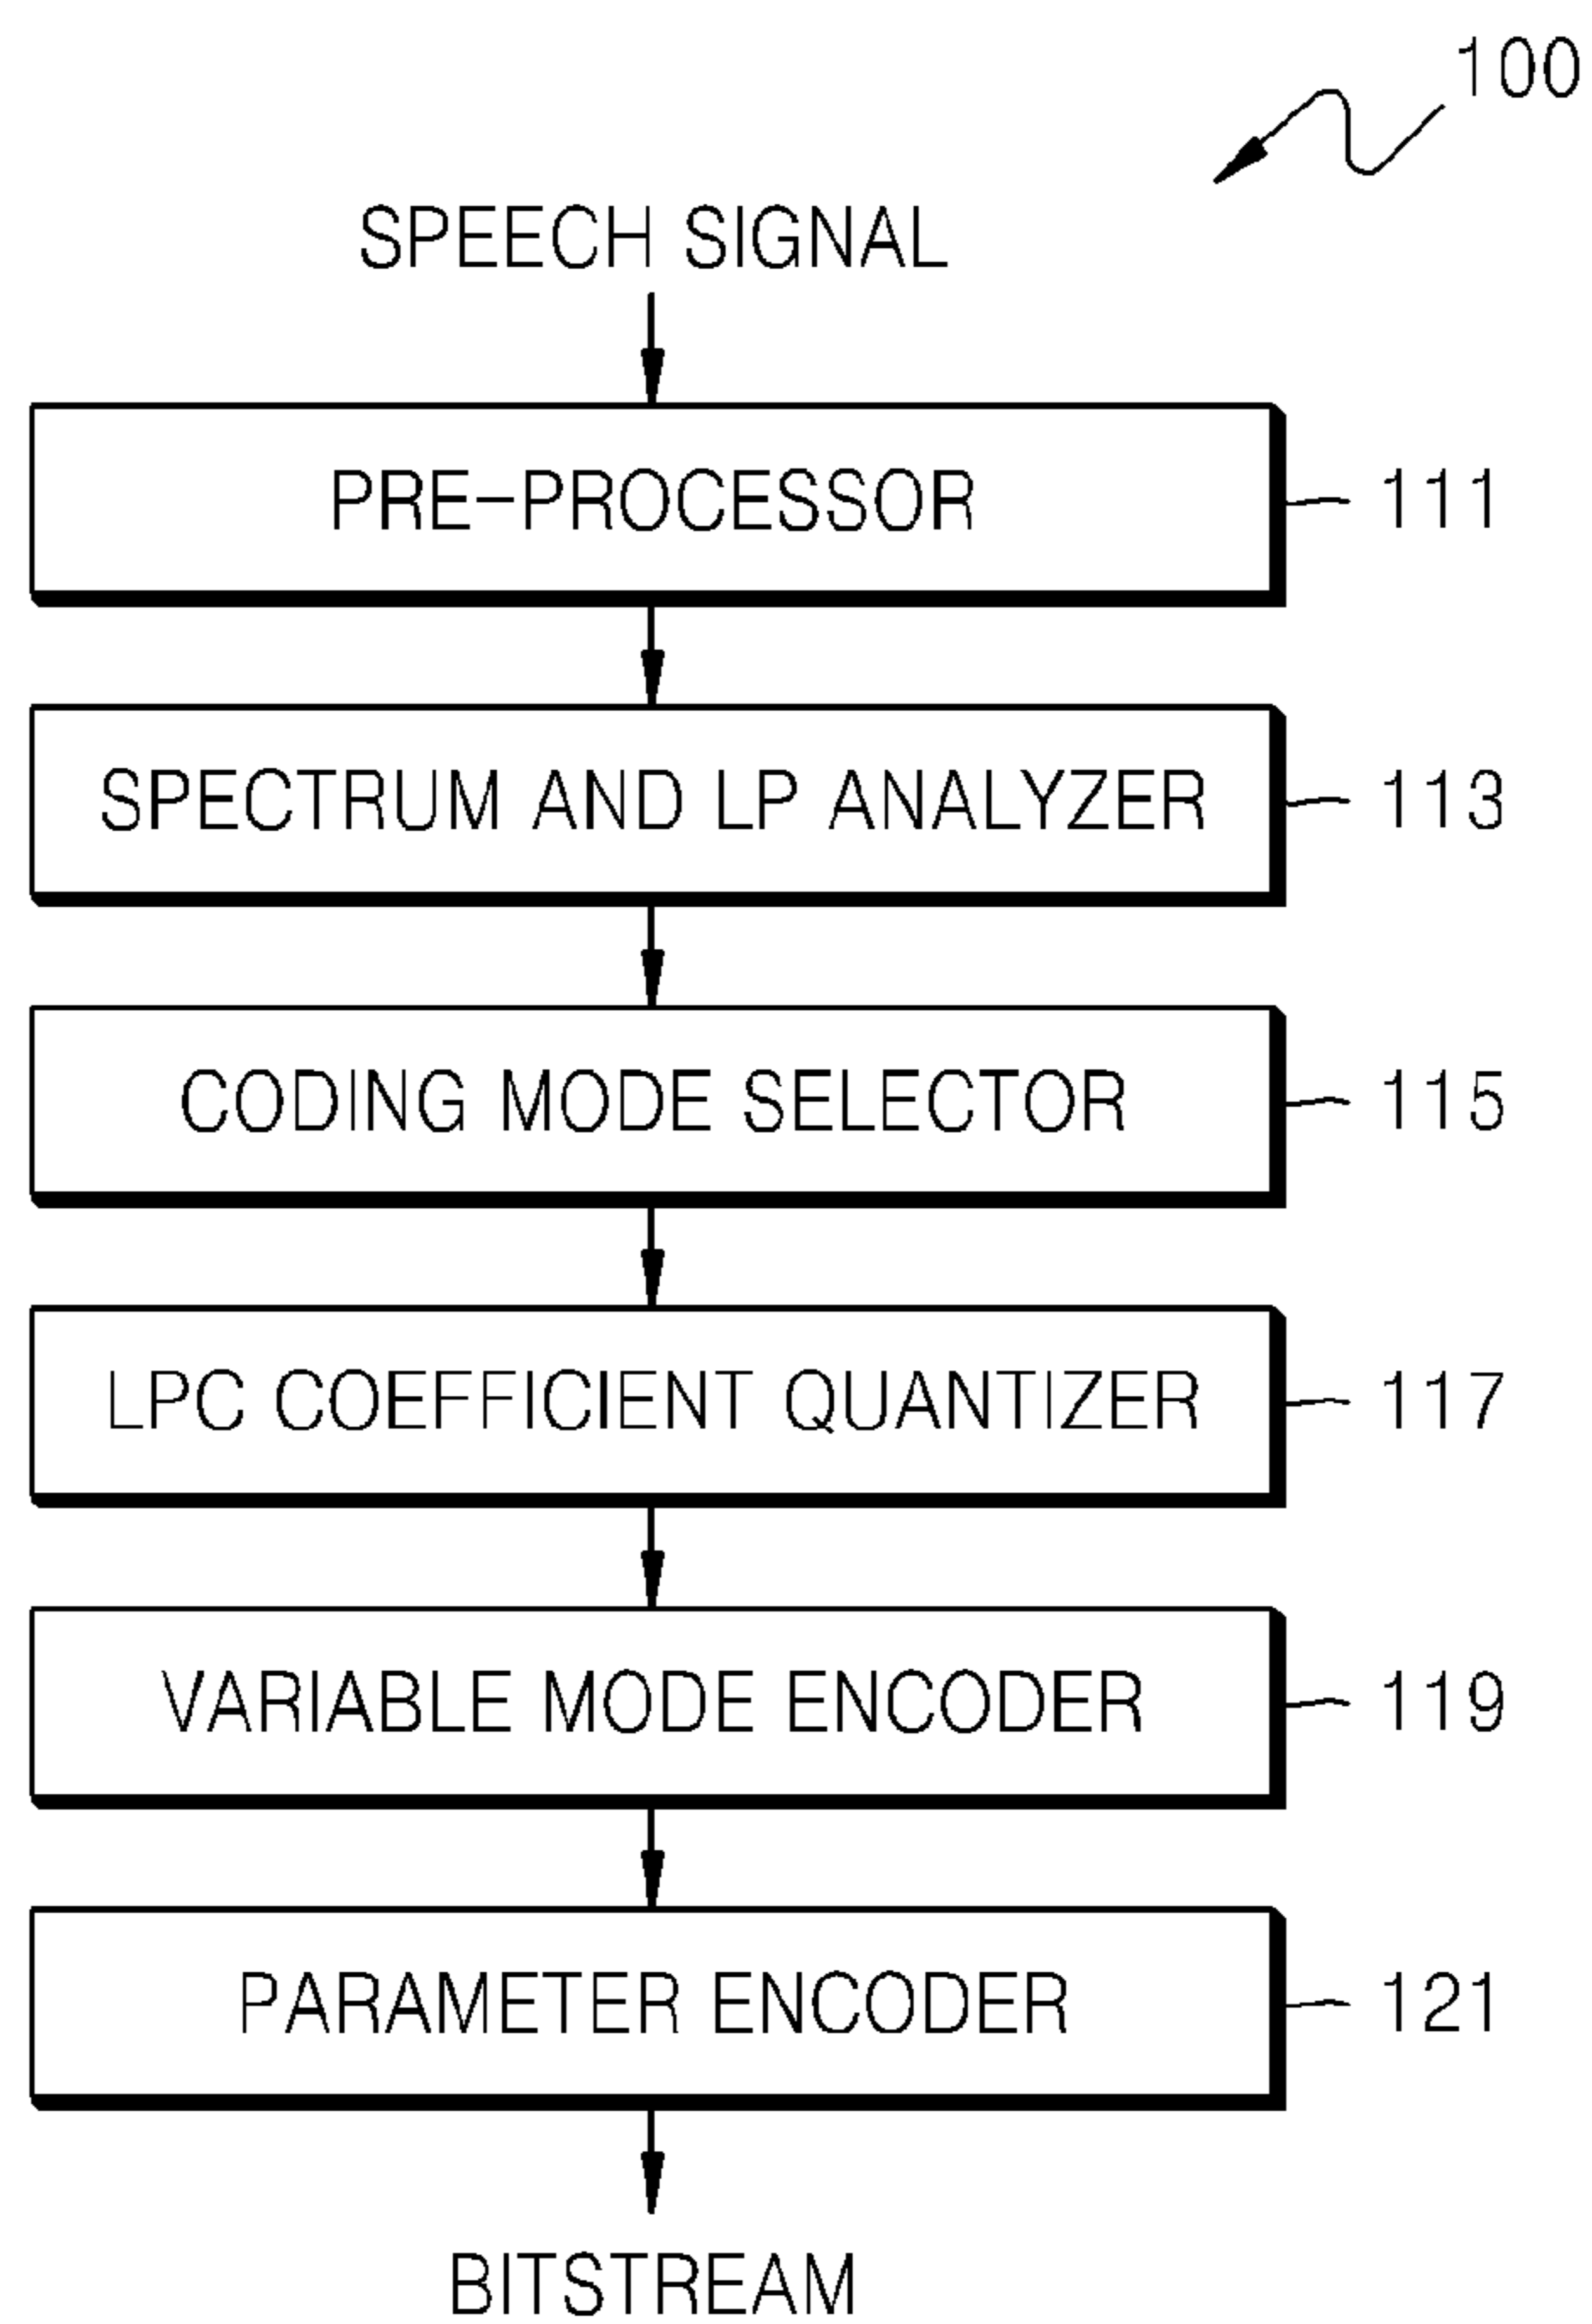 100
SPEECH SIGNAL
PRE-PROCESSOR
111
SPECTRUM AND LP ANALYZER
113
CODING MODE SELECTOR
115
LPC COEFFICIENT QUANTIZER
117
VARIABLE MODE ENCODER
119
PARAMETER ENCODER
121
BITSTREAM